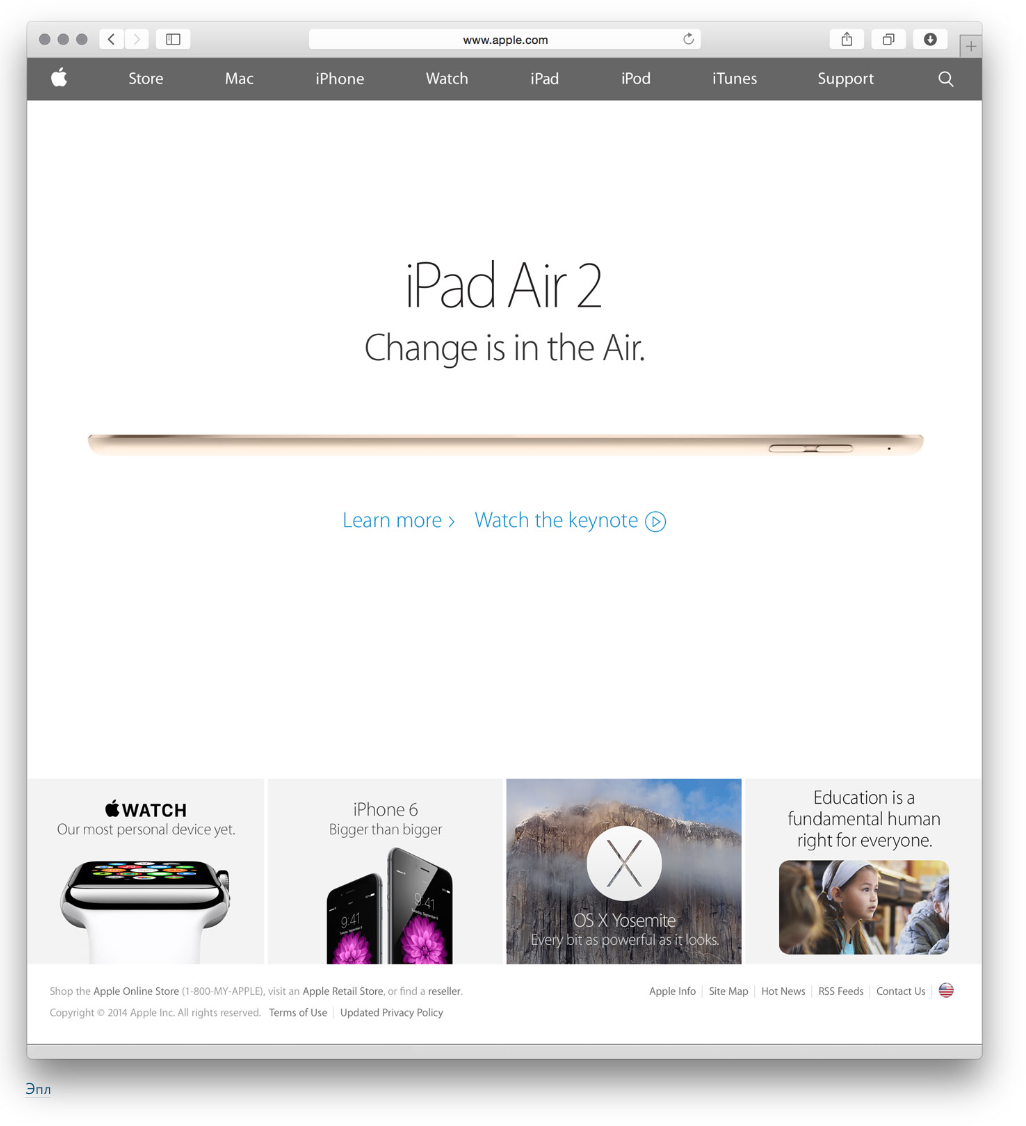 www.apple.com
Store Mac iPhone Watch iPad iPod iTunes Support
iPad Air 2
Change is in the Air.
Learn more › Watch the keynote
WATCH
Our most personal device yet.
iPhone 6
Bigger than bigger
9:41
9:41
OS X Yosemite
Every bit as powerful as it looks.
Education is a
fundamental human
right for everyone.
Shop the Apple Online Store (1-800-MY-APPLE), visit an Apple Retail Store, or find a reseller.
Apple Info | Site Map | Hot News | RSS Feeds | Contact Us
Copyright © 2014 Apple Inc. All rights reserved. Terms of Use | Updated Privacy Policy
Эпл